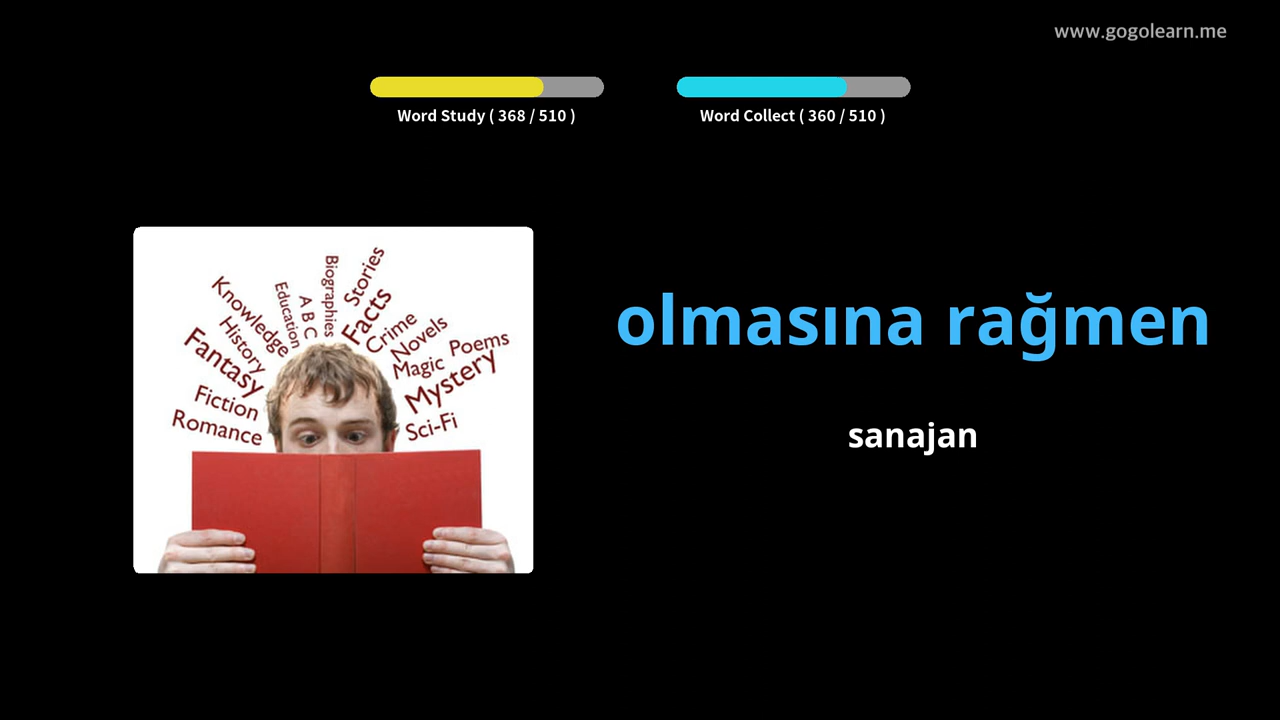 www.gogolearn.me
Word Study ( 368 / 510 )
Word Collect ( 360 / 510 )
Knowledge
History
Fantasy
Fiction
Romance
Education
A B C
Biographies
Stories
Facts
Crime
Novels
Magic
Poems
Mystery
Sci-Fi
olmasına rağmen
sanajan